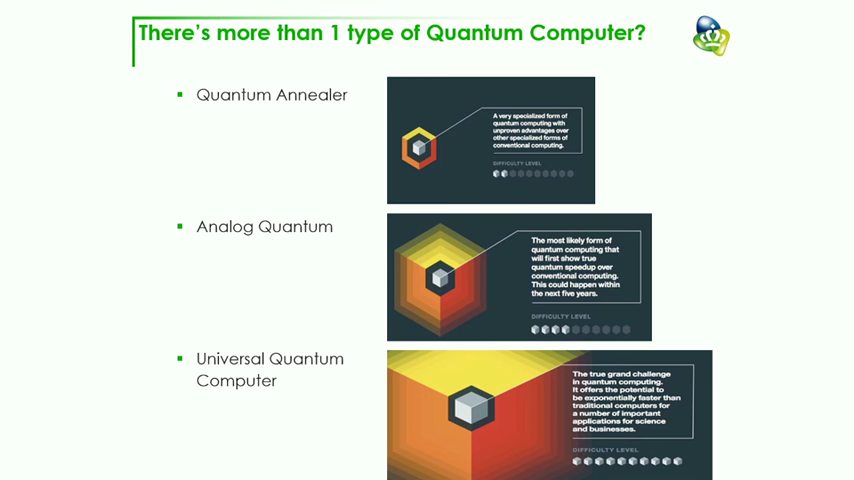 There's more than 1 type of Quantum Computer?
Quantum Annealer
A very specialized form of
quantum computing with
unproven advantages over
other specialized forms of
conventional computing.
DIFFICULTY LEVEL
Analog Quantum
The most likely form of
quantum computing that
will first show true
quantum speedup over
conventional computing.
This could happen within
the next five years.
DIFFICULTY LEVEL
Universal Quantum
Computer
The true grand challenge
in quantum computing.
It offers the potential to
be exponentially faster than
traditional computers for
a number of important
applications for science
and businesses.
DIFFICULTY LEVEL